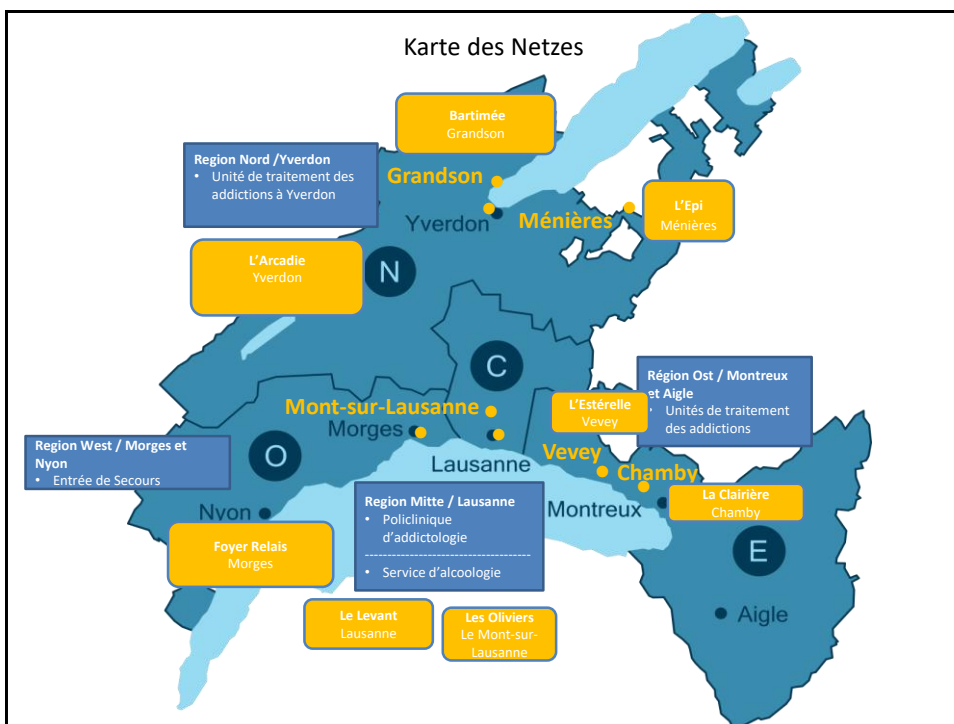 Karte des Netzes
Bartimée
Grandson
Region Nord /Yverdon
• Unité de traitement des
addictions à Yverdon
Grandson
L'Epi
Ménières
Ménières
Yverdon
L'Arcadie
Yverdon
N
C
Région Ost / Montreux
et Aigle
• Unités de traitement
des addictions
L'Estérelle
Vevey
Mont-sur-Lausanne
Morges
Region West / Morges et
Nyon
• Entrée de Secours
O
Lausanne
Vevey
Chamby
Region Mitte / Lausanne
• Policlinique
d'addictologie
-------------------------------------
• Service d'alcoologie
La Clairière
Chamby
Nyon
Montreux
Foyer Relais
Morges
E
Le Levant
Lausanne
Les Oliviers
Le Mont-sur-
Lausanne
Aigle